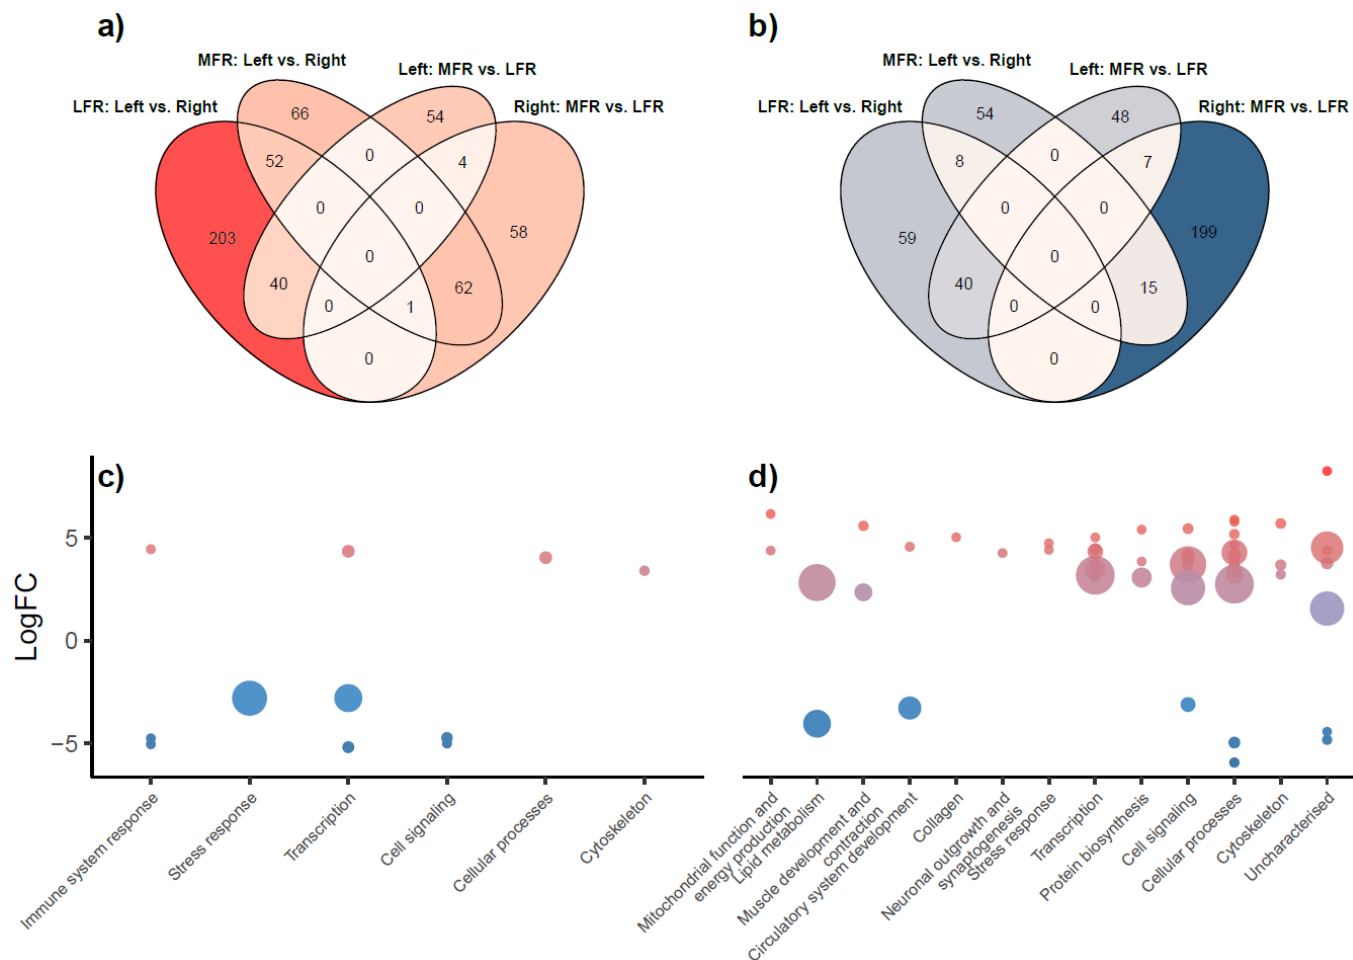 a)
MFR: Left vs. Right
Left: MFR vs. LFR
LFR: Left vs. Right
Right: MFR vs. LFR
66
54
52
0
4
0
0
203
58
0
40
62
0
1
0
b)
MFR: Left vs. Right
Left: MFR vs. LFR
LFR: Left vs. Right
Right: MFR vs. LFR
54
48
8
0
7
0
0
59
199
0
40
15
0
0
0
c)
LogFC
5
0
−5
Immune system response
Stress response
Transcription
Cell signaling
Cellular processes
Cytoskeleton
d)
Mitochondrial function and
energy production
Lipid metabolism
Muscle development and
contraction
Circulatory system development
Collagen
Neuronal outgrowth and
synaptogenesis
Stress response
Transcription
Protein biosynthesis
Cell signaling
Cellular processes
Cytoskeleton
Uncharacterised